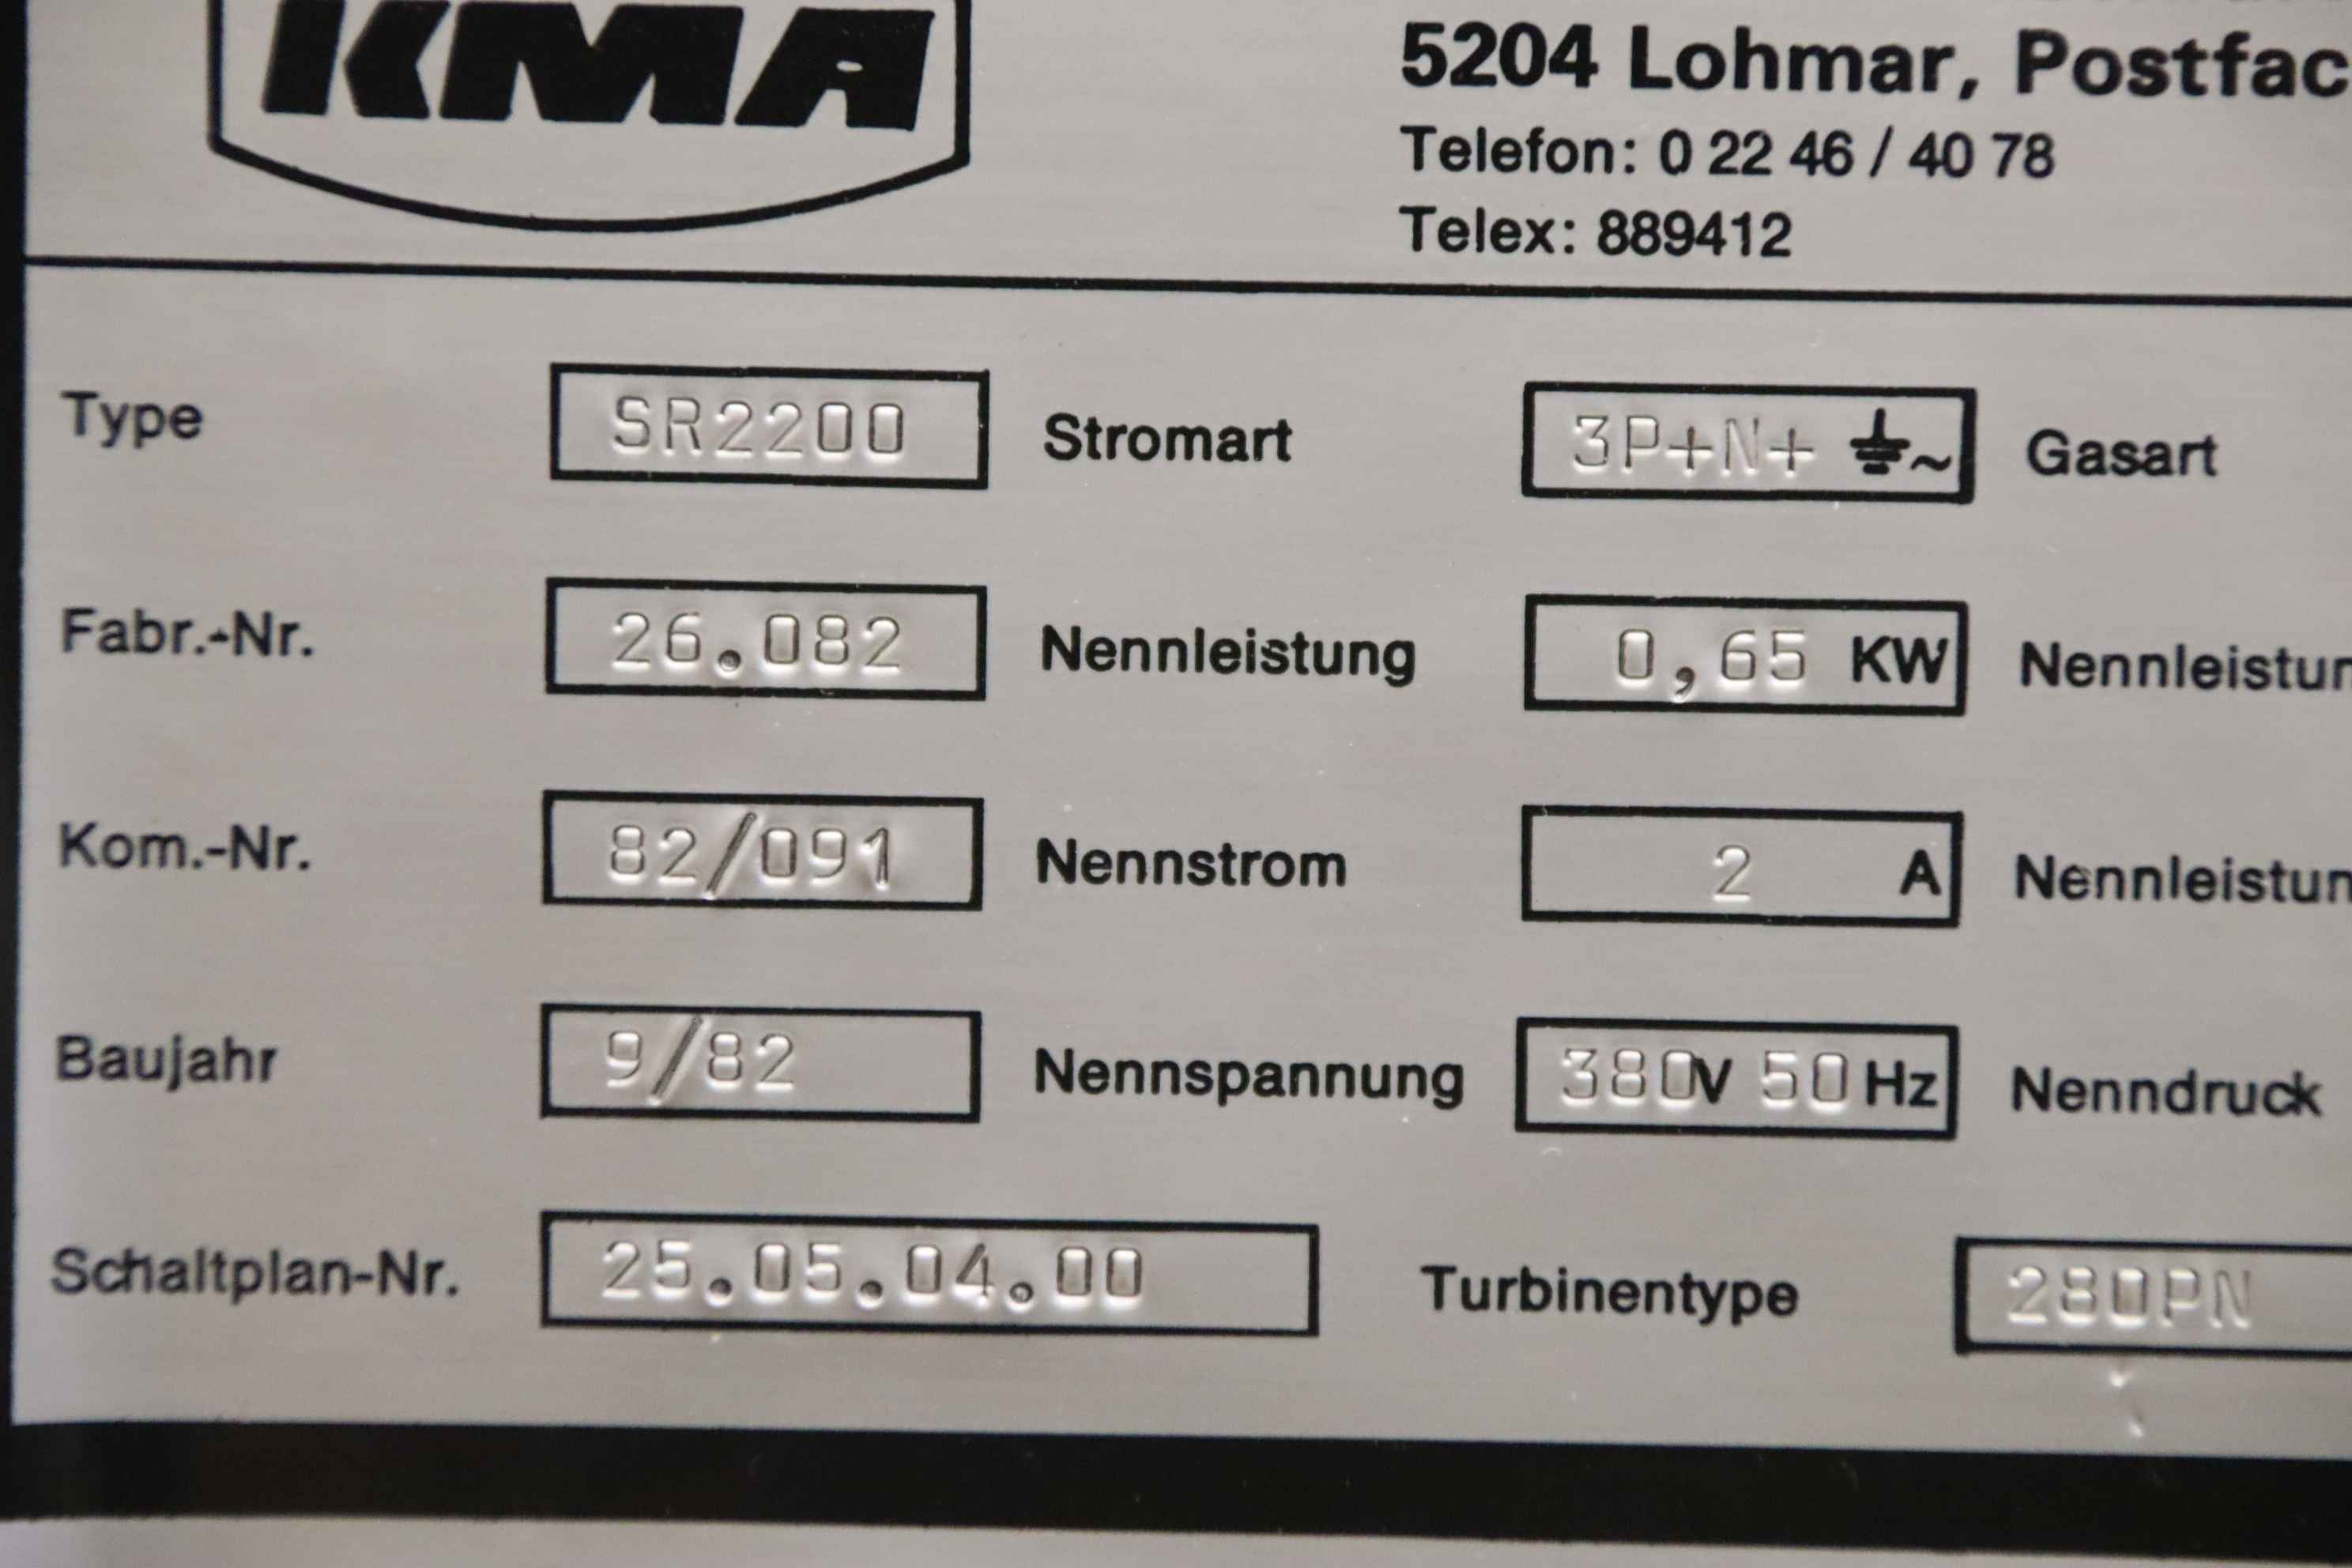 KMA
5204 Lohmar, Postfac
Telefon: 0 22 46 / 40 78
Telex: 889412
Type SR2200 Stromart 3P+N+ ⏚~ Gasart
Fabr.-Nr. 26.082 Nennleistung 0,65 KW Nennleistun
Kom.-Nr. 82/091 Nennstrom 2 A Nennleistun
Baujahr 9/82 Nennspannung 380V 50 Hz Nenndruck
Schaltplan-Nr. 25.05.04.00 Turbinentype 280PN